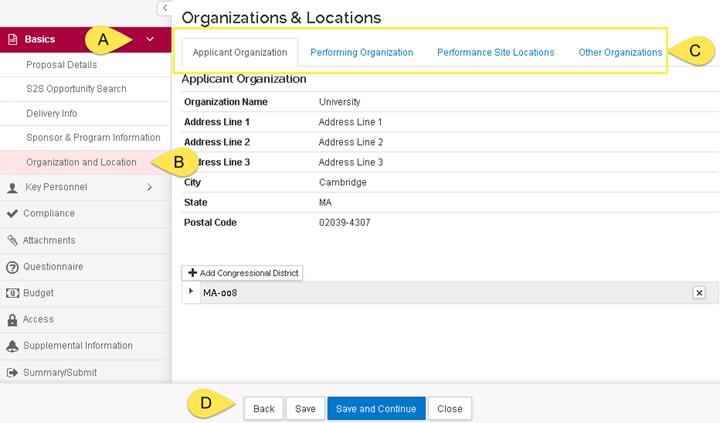 Organizations & Locations
Basics
A
Proposal Details
S2S Opportunity Search
Delivery Info
Sponsor & Program Information
Organization and Location
B
Key Personnel
Compliance
Attachments
Questionnaire
Budget
Access
Supplemental Information
Summary/Submit
Applicant Organization Performing Organization Performance Site Locations Other Organizations
C
Applicant Organization
Organization Name University
Address Line 1 Address Line 1
Address Line 2 Address Line 2
dress Line 3 Address Line 3
City Cambridge
State MA
Postal Code 02039-4307
Add Congressional District
MA-008
D
Back Save Save and Continue Close